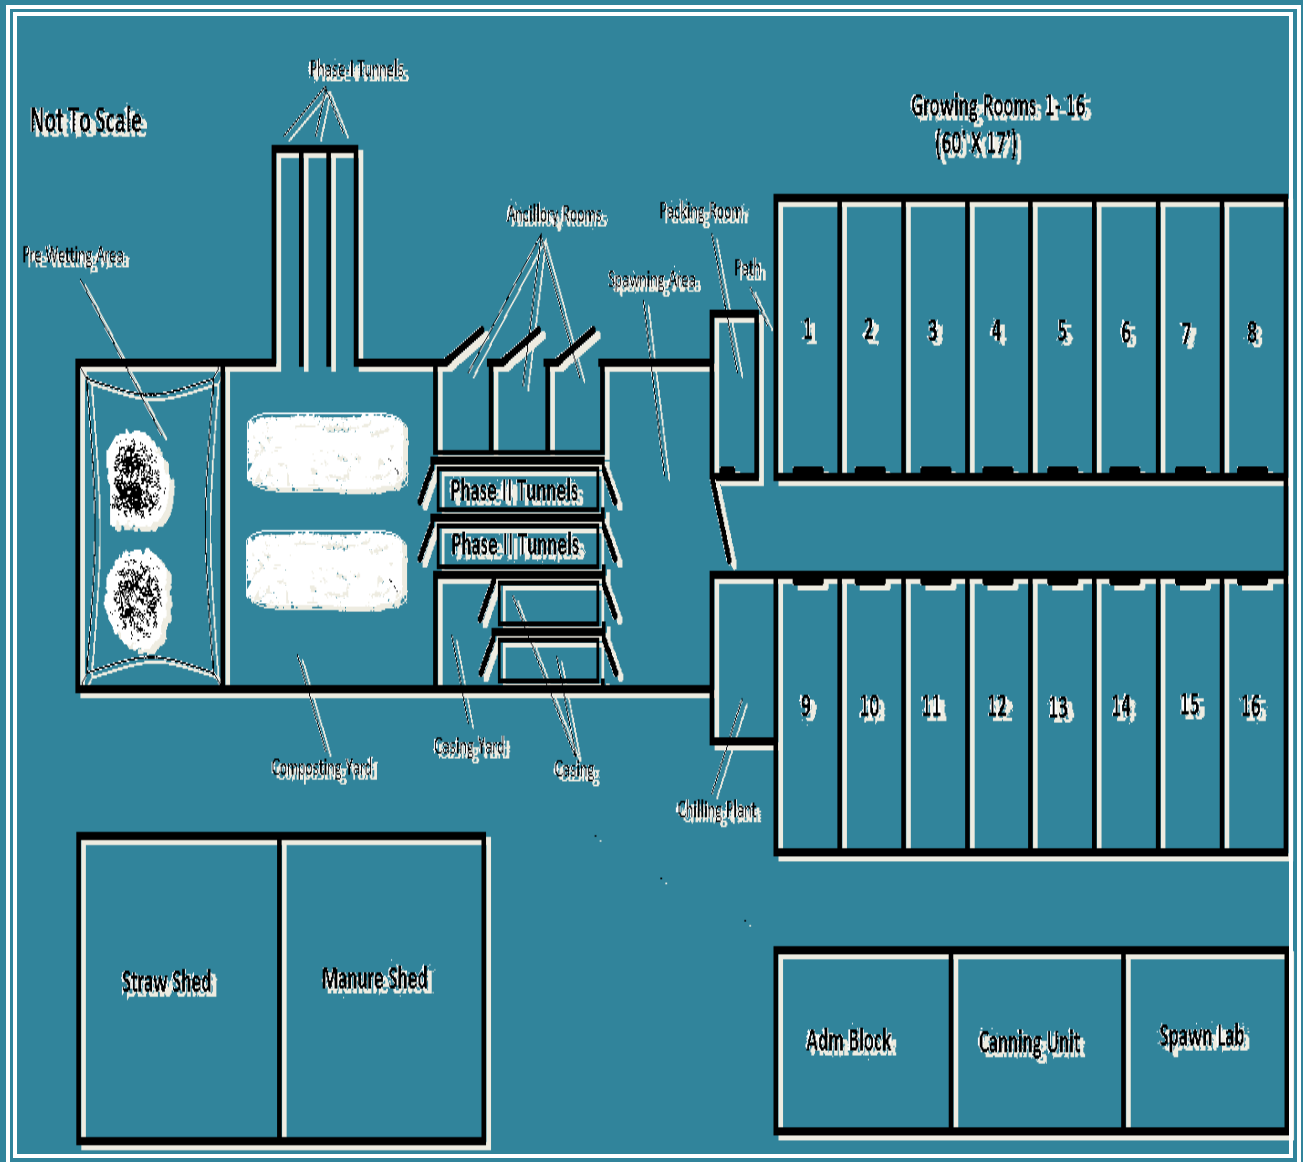 Phase-I Tunnels
Not To Scale
Growing Rooms 1-16
(60' X 17')
Ancillory Rooms
Packing Room
Pre Wetting Area
Spawning Area
Path
1
2
3
4
5
6
7
8
Phase II Tunnels
Phase II Tunnels
9
10
11
12
13
14
15
16
Casing Yard
Composting Yard
Casing
Chilling Plant
Straw Shed
Manure Shed
Adm Block
Canning Unit
Spawn Lab